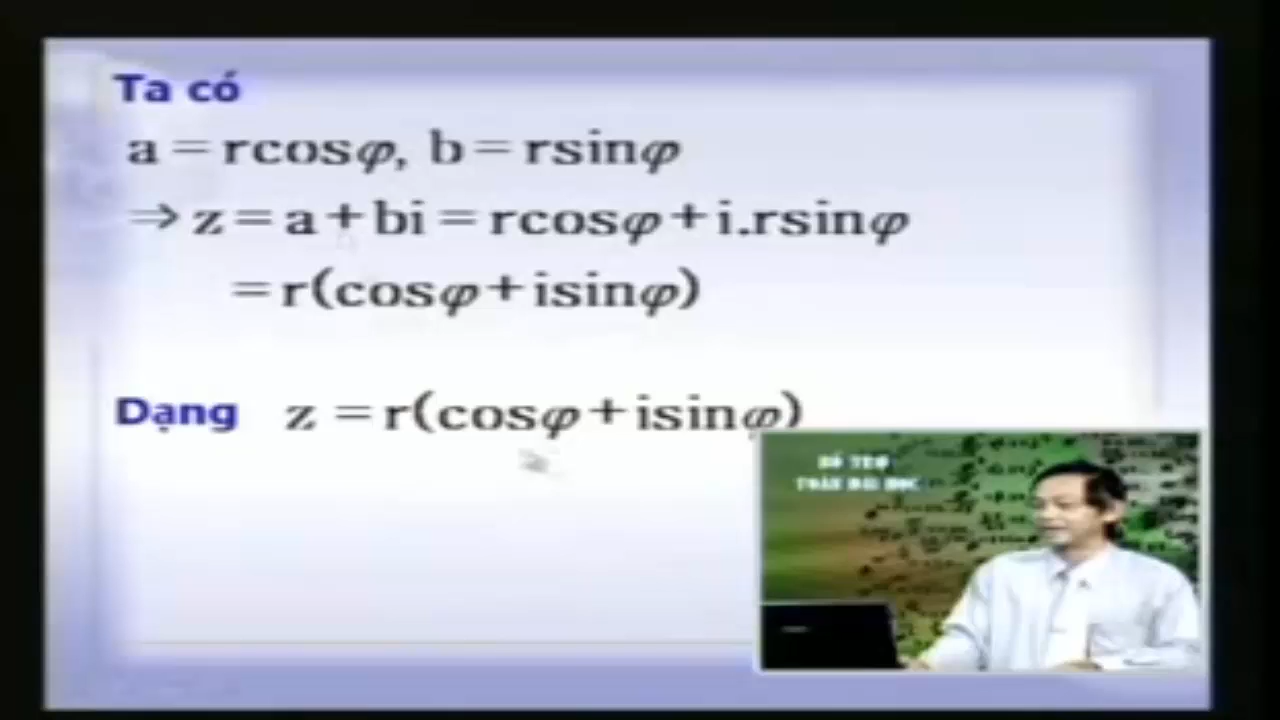 Ta có
a = rcosφ, b = rsinφ
⇒ z = a + bi = rcosφ + i.rsinφ
= r(cosφ + isinφ)
Dạng z = r(cosφ + isinφ)